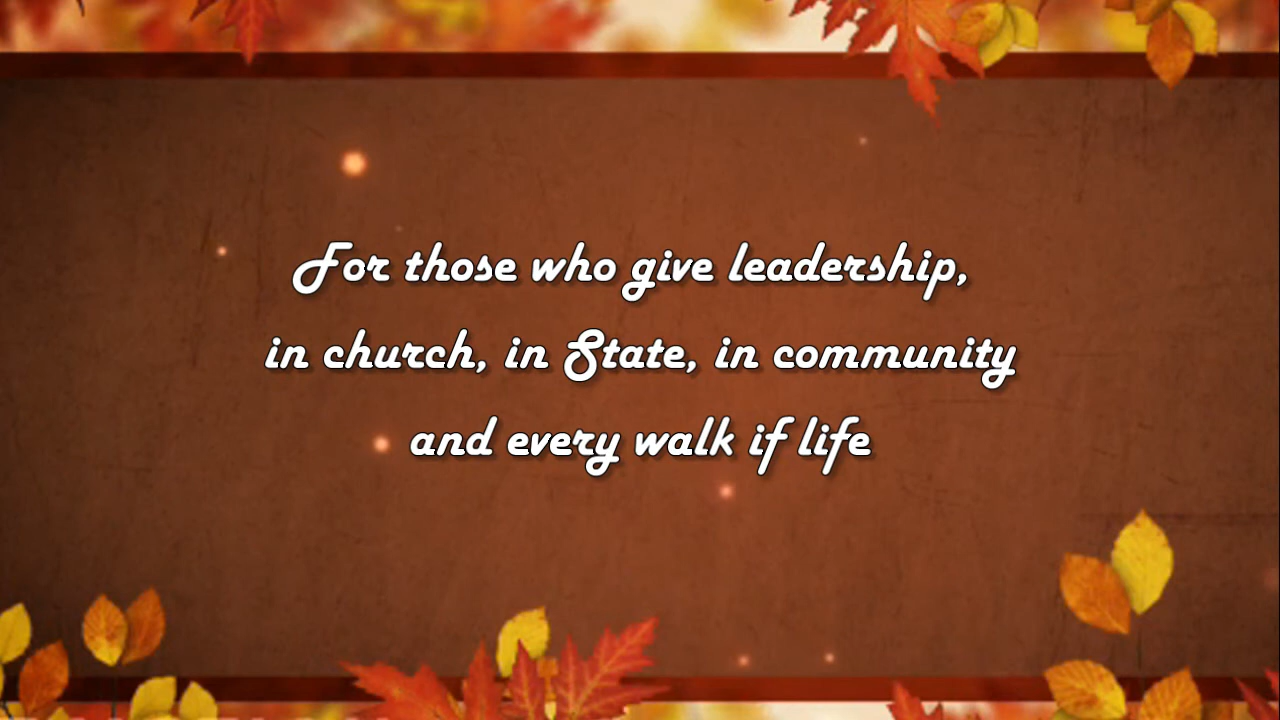 For those who give leadership,
in church, in State, in community
and every walk if life